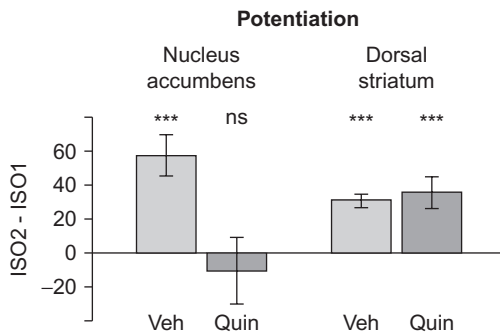 Potentiation
Nucleus accumbens
Dorsal striatum
*** ns *** ***
ISO2 - ISO1
60
40
20
0
−20
Veh Quin Veh Quin